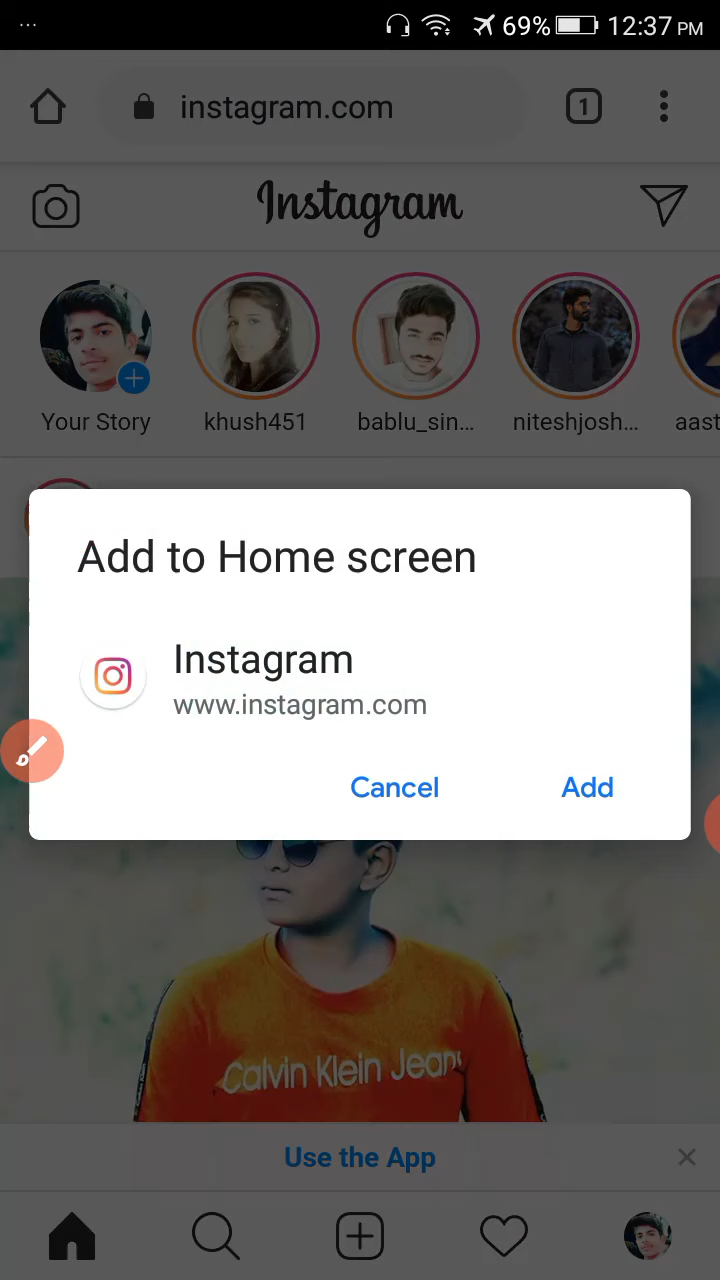 ...
69% 12:37 PM
instagram.com 1
Instagram
Your Story khush451 bablu_sin... niteshjosh... aast
Add to Home screen
Instagram
www.instagram.com
Cancel Add
Calvin Klein Jeans
Use the App